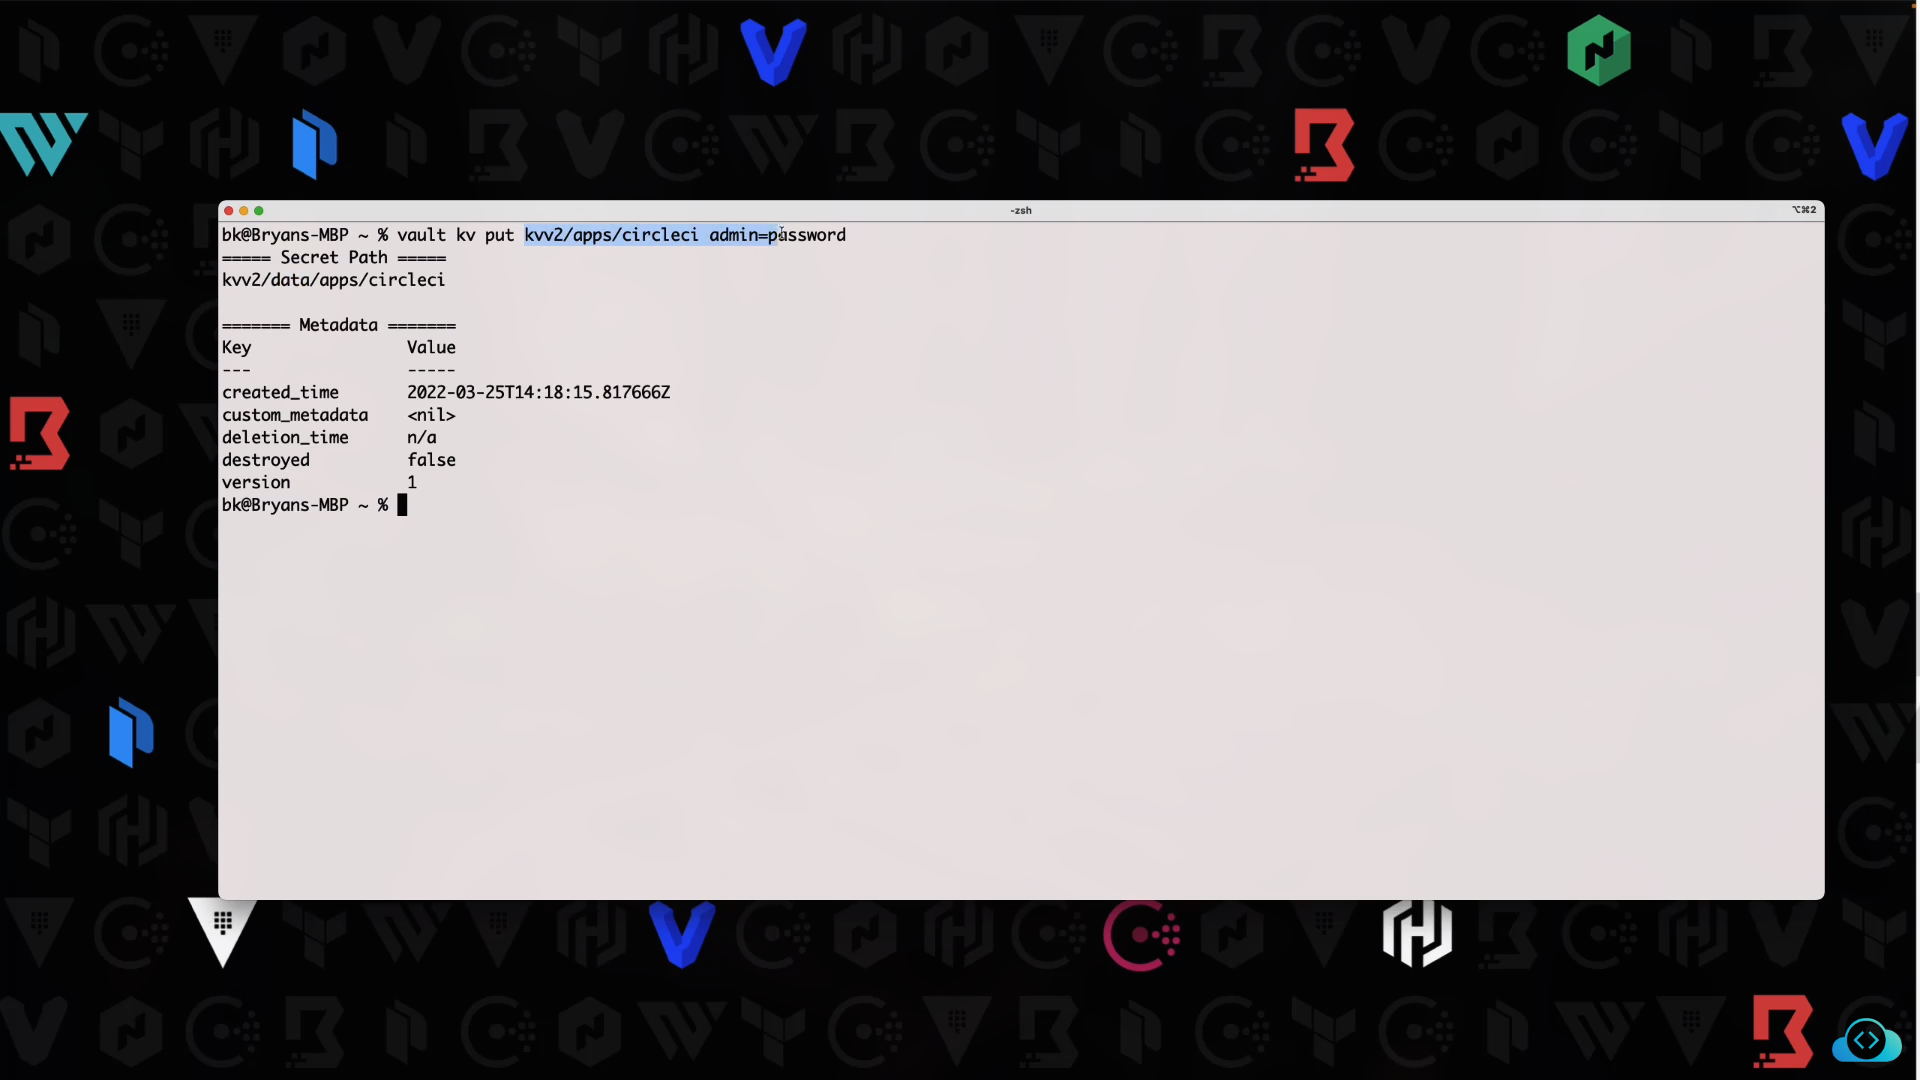 -zsh
⌥⌘2
bk@Bryans-MBP ~ % vault kv put kvv2/apps/circleci admin=password
===== Secret Path =====
kvv2/data/apps/circleci
======= Metadata =======
Key Value
--- -----
created_time 2022-03-25T14:18:15.817666Z
custom_metadata <nil>
deletion_time n/a
destroyed false
version 1
bk@Bryans-MBP ~ %